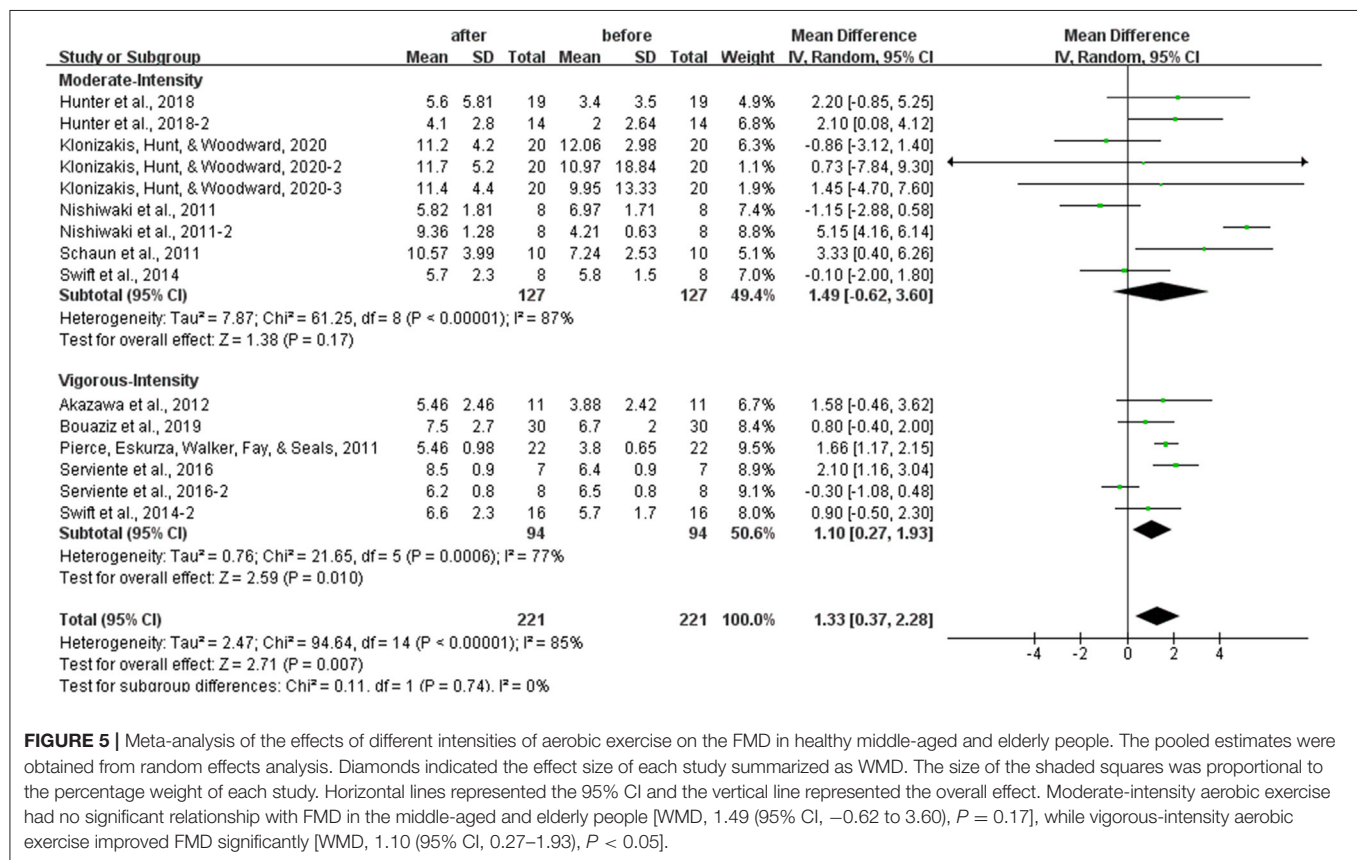 after before Mean Difference Mean Difference
Study or Subgroup Mean SD Total Mean SD Total Weight IV, Random, 95% CI IV, Random, 95% CI
Moderate-Intensity
Hunter et al., 2018 5.6 5.81 19 3.4 3.5 19 4.9% 2.20 [-0.85, 5.25]
Hunter et al., 2018-2 4.1 2.8 14 2 2.64 14 6.8% 2.10 [0.08, 4.12]
Klonizakis, Hunt, & Woodward, 2020 11.2 4.2 20 12.06 2.98 20 6.3% -0.86 [-3.12, 1.40]
Klonizakis, Hunt, & Woodward, 2020-2 11.7 5.2 20 10.97 18.84 20 1.1% 0.73 [-7.84, 9.30]
Klonizakis, Hunt, & Woodward, 2020-3 11.4 4.4 20 9.95 13.33 20 1.9% 1.45 [-4.70, 7.60]
Nishiwaki et al., 2011 5.82 1.81 8 6.97 1.71 8 7.4% -1.15 [-2.88, 0.58]
Nishiwaki et al., 2011-2 9.36 1.28 8 4.21 0.63 8 8.8% 5.15 [4.16, 6.14]
Schaun et al., 2011 10.57 3.99 10 7.24 2.53 10 5.1% 3.33 [0.40, 6.26]
Swift et al., 2014 5.7 2.3 8 5.8 1.5 8 7.0% -0.10 [-2.00, 1.80]
Subtotal (95% CI) 127 127 49.4% 1.49 [-0.62, 3.60]
Heterogeneity: Tau² = 7.87; Chi² = 61.25, df = 8 (P < 0.00001); I² = 87%
Test for overall effect: Z = 1.38 (P = 0.17)
Vigorous-Intensity
Akazawa et al., 2012 5.46 2.46 11 3.88 2.42 11 6.7% 1.58 [-0.46, 3.62]
Bouaziz et al., 2019 7.5 2.7 30 6.7 2 30 8.4% 0.80 [-0.40, 2.00]
Pierce, Eskurza, Walker, Fay, & Seals, 2011 5.46 0.98 22 3.8 0.65 22 9.5% 1.66 [1.17, 2.15]
Serviente et al., 2016 8.5 0.9 7 6.4 0.9 7 8.9% 2.10 [1.16, 3.04]
Serviente et al., 2016-2 6.2 0.8 8 6.5 0.8 8 9.1% -0.30 [-1.08, 0.48]
Swift et al., 2014-2 6.6 2.3 16 5.7 1.7 16 8.0% 0.90 [-0.50, 2.30]
Subtotal (95% CI) 94 94 50.6% 1.10 [0.27, 1.93]
Heterogeneity: Tau² = 0.76; Chi² = 21.65, df = 5 (P = 0.0006); I² = 77%
Test for overall effect: Z = 2.59 (P = 0.010)
Total (95% CI) 221 221 100.0% 1.33 [0.37, 2.28]
Heterogeneity: Tau² = 2.47; Chi² = 94.64, df = 14 (P < 0.00001); I² = 85%
Test for overall effect: Z = 2.71 (P = 0.007)
Test for subgroup differences: Chi² = 0.11, df = 1 (P = 0.74), I² = 0%
-4 -2 0 2 4
FIGURE 5 | Meta-analysis of the effects of different intensities of aerobic exercise on the FMD in healthy middle-aged and elderly people. The pooled estimates were
obtained from random effects analysis. Diamonds indicated the effect size of each study summarized as WMD. The size of the shaded squares was proportional to
the percentage weight of each study. Horizontal lines represented the 95% CI and the vertical line represented the overall effect. Moderate-intensity aerobic exercise
had no significant relationship with FMD in the middle-aged and elderly people [WMD, 1.49 (95% CI, −0.62 to 3.60), P = 0.17], while vigorous-intensity aerobic
exercise improved FMD significantly [WMD, 1.10 (95% CI, 0.27–1.93), P < 0.05].